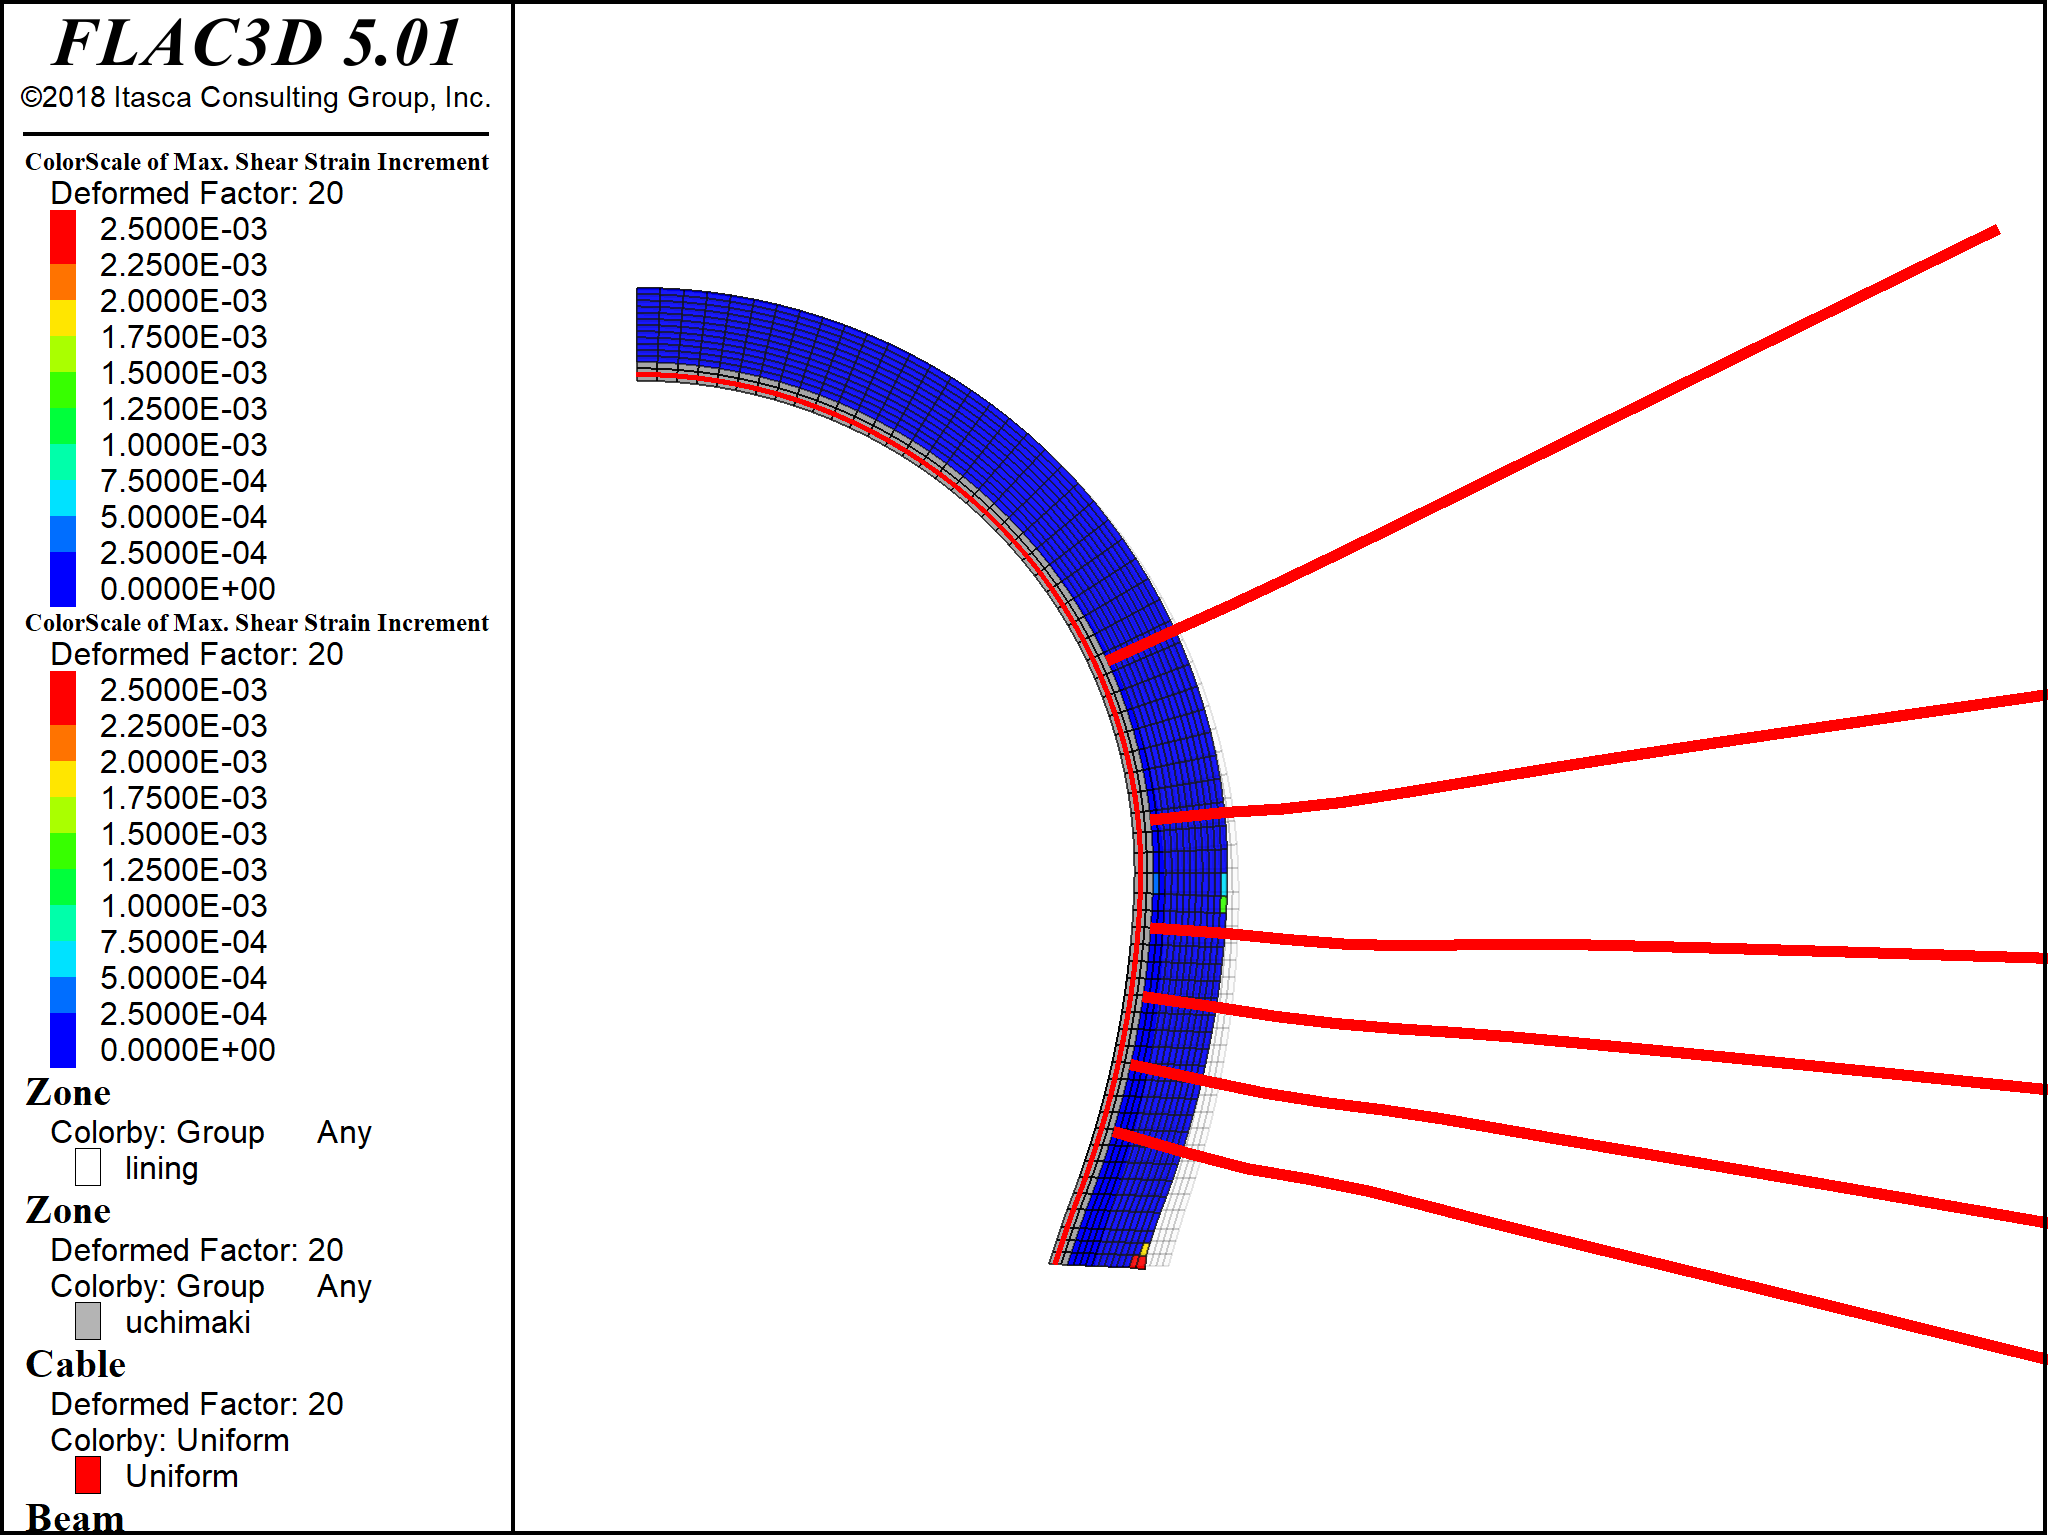 FLAC3D 5.01
©2018 Itasca Consulting Group, Inc.
ColorScale of Max. Shear Strain Increment
Deformed Factor: 20
2.5000E-03
2.2500E-03
2.0000E-03
1.7500E-03
1.5000E-03
1.2500E-03
1.0000E-03
7.5000E-04
5.0000E-04
2.5000E-04
0.0000E+00
ColorScale of Max. Shear Strain Increment
Deformed Factor: 20
2.5000E-03
2.2500E-03
2.0000E-03
1.7500E-03
1.5000E-03
1.2500E-03
1.0000E-03
7.5000E-04
5.0000E-04
2.5000E-04
0.0000E+00
Zone
Colorby: Group Any
lining
Zone
Deformed Factor: 20
Colorby: Group Any
uchimaki
Cable
Deformed Factor: 20
Colorby: Uniform
Uniform
Beam